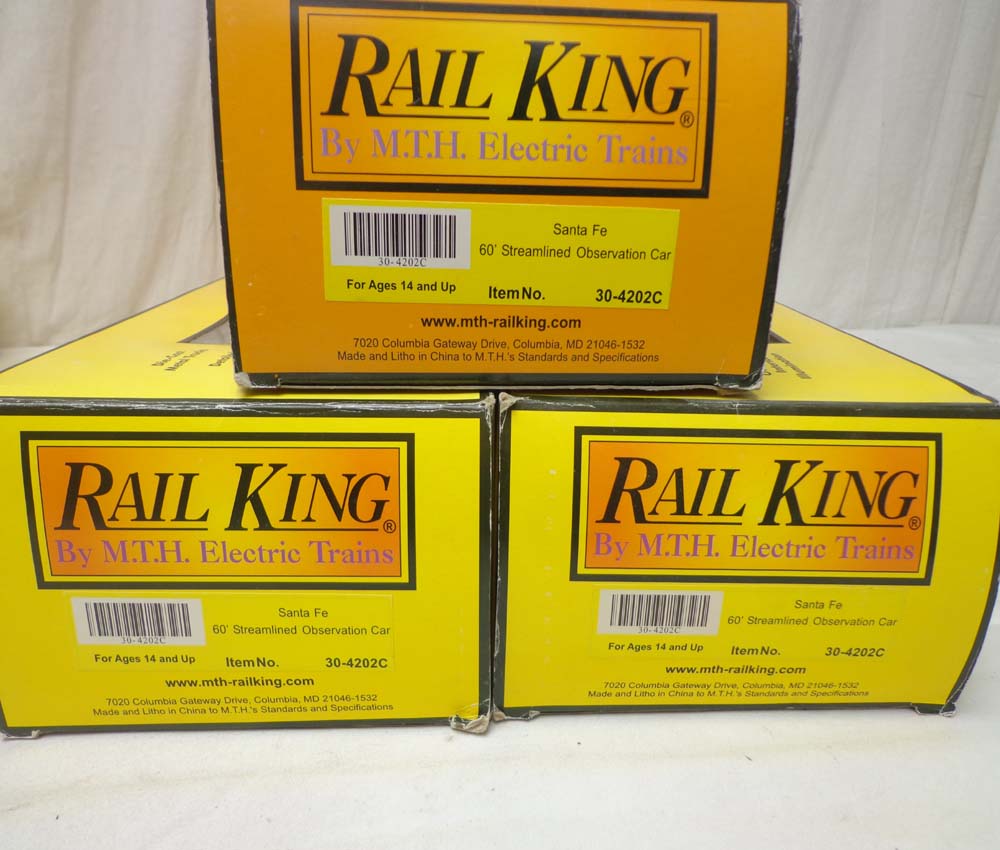 RAIL KING®
By M.T.H. Electric Trains
30-4202C
Santa Fe
60' Streamlined Observation Car
For Ages 14 and Up
Item No. 30-4202C
www.mth-railking.com
7020 Columbia Gateway Drive, Columbia, MD 21046-1532
Made and Litho in China to M.T.H.'s Standards and Specifications
Die-Cast
Metal Truck
RAIL KING®
By M.T.H. Electric Trains
30-4202C
Santa Fe
60' Streamlined Observation Car
For Ages 14 and Up
Item No. 30-4202C
www.mth-railking.com
7020 Columbia Gateway Drive, Columbia, MD 21046-1532
Made and Litho in China to M.T.H.'s Standards and Specifications
RAIL KING®
By M.T.H. Electric Trains
30-4202C
Santa Fe
60' Streamlined Observation Car
For Ages 14 and Up
Item No. 30-4202C
www.mth-railking.com
7020 Columbia Gateway Drive, Columbia, MD 21046-1532
Made and Litho in China to M.T.H.'s Standards and Specifications